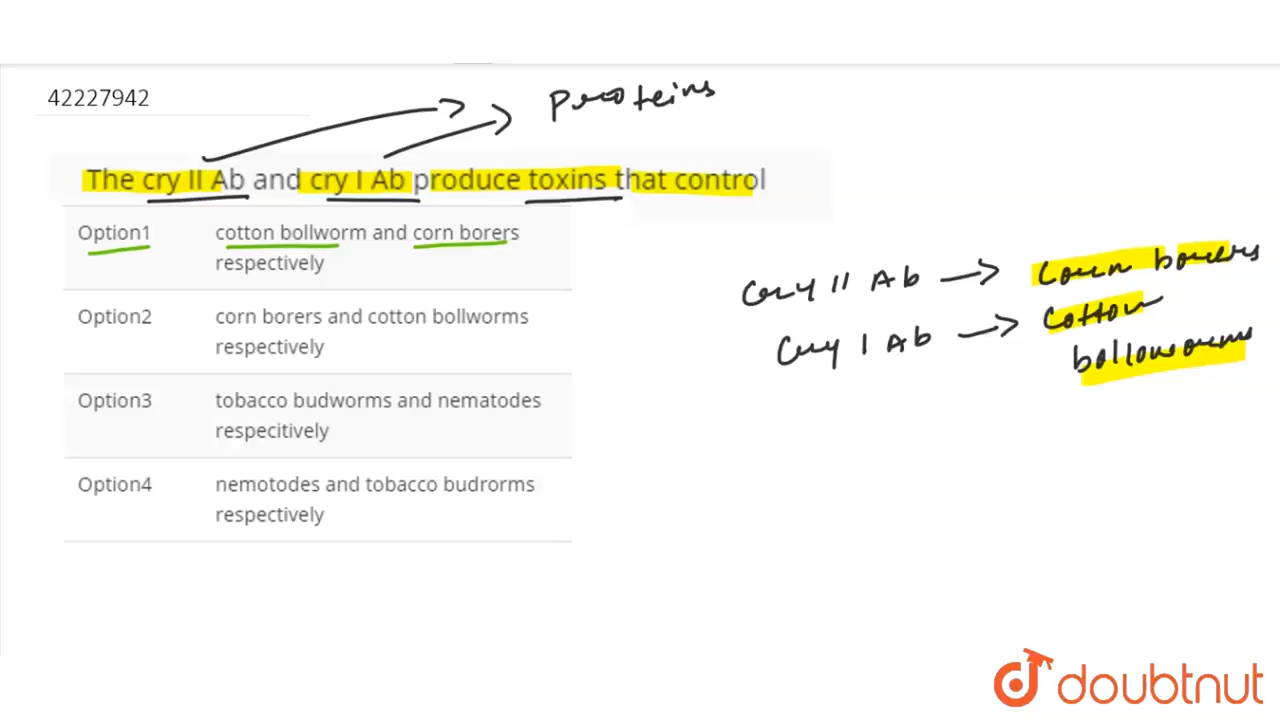 42227942
Proteins
The cry II Ab and cry I Ab produce toxins that control
Option1 cotton bollworm and corn borers
respectively
Option2 corn borers and cotton bollworms
respectively
Option3 tobacco budworms and nematodes
respecitively
Option4 nemotodes and tobacco budrorms
respectively
Cry II Ab → Corn borers
Cry I Ab → Cotton
bollworms
doubtnut